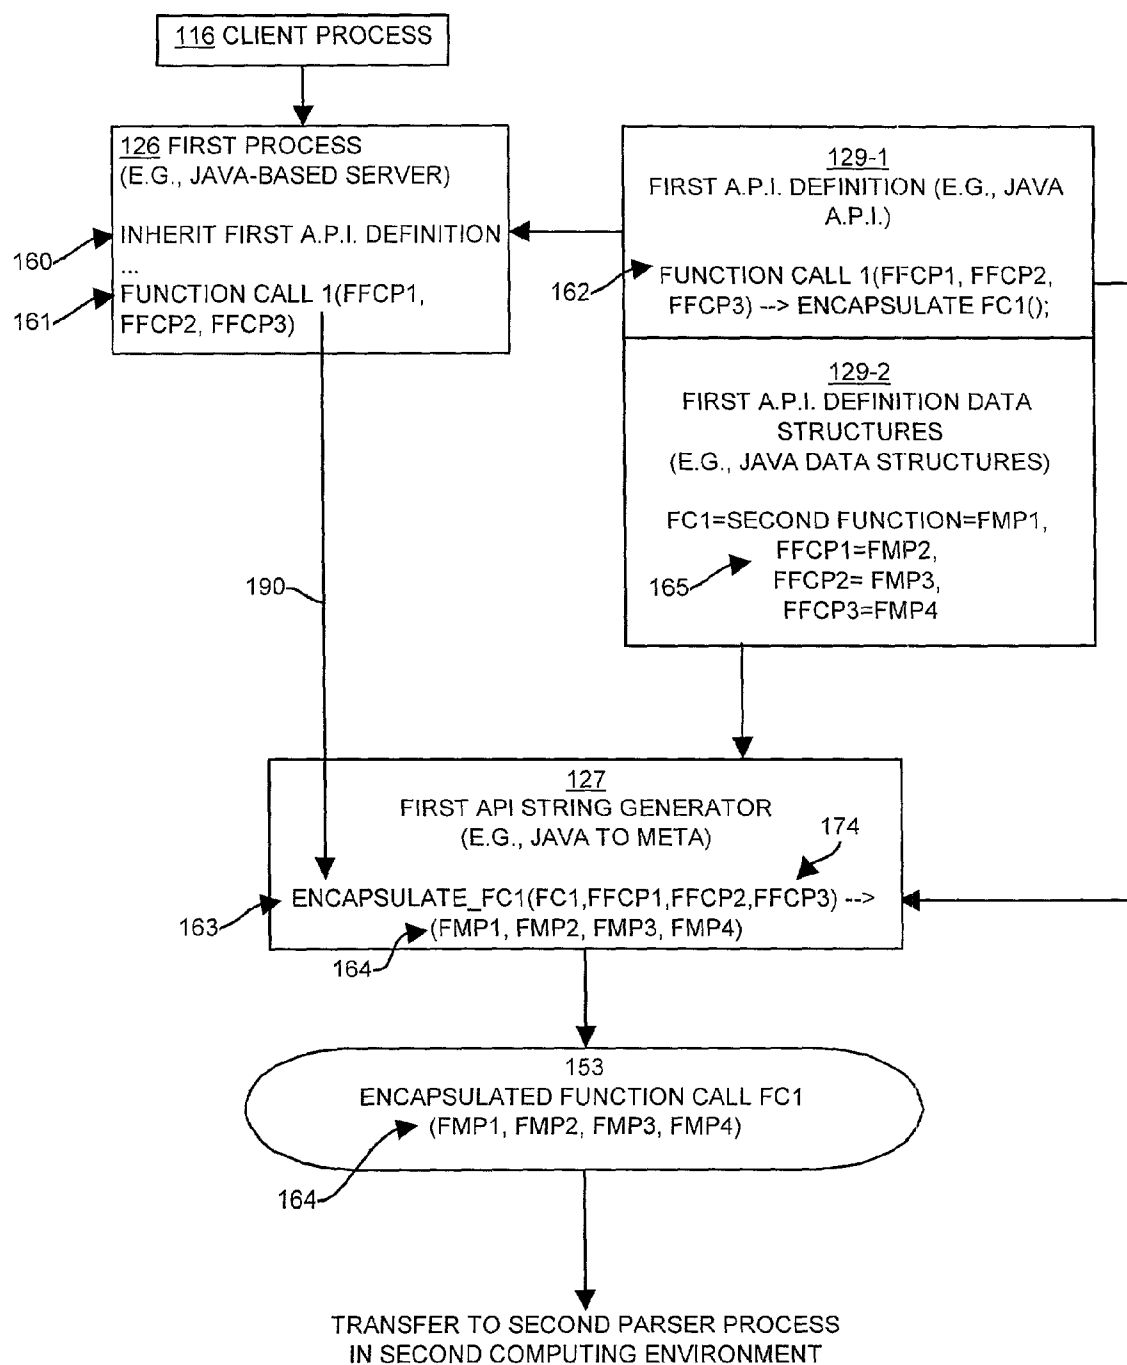 116 CLIENT PROCESS
126 FIRST PROCESS
(E.G., JAVA-BASED SERVER)
INHERIT FIRST A.P.I. DEFINITION
...
FUNCTION CALL 1(FFCP1,
FFCP2, FFCP3)
160
161
129-1
FIRST A.P.I. DEFINITION (E.G., JAVA
A.P.I.)
FUNCTION CALL 1(FFCP1, FFCP2,
FFCP3) --> ENCAPSULATE FC1();
162
129-2
FIRST A.P.I. DEFINITION DATA
STRUCTURES
(E.G., JAVA DATA STRUCTURES)
FC1=SECOND FUNCTION=FMP1,
FFCP1=FMP2,
FFCP2= FMP3,
FFCP3=FMP4
165
190
127
FIRST API STRING GENERATOR
(E.G., JAVA TO META)
174
ENCAPSULATE_FC1(FC1,FFCP1,FFCP2,FFCP3) -->
(FMP1, FMP2, FMP3, FMP4)
163
164
153
ENCAPSULATED FUNCTION CALL FC1
(FMP1, FMP2, FMP3, FMP4)
164
TRANSFER TO SECOND PARSER PROCESS
IN SECOND COMPUTING ENVIRONMENT